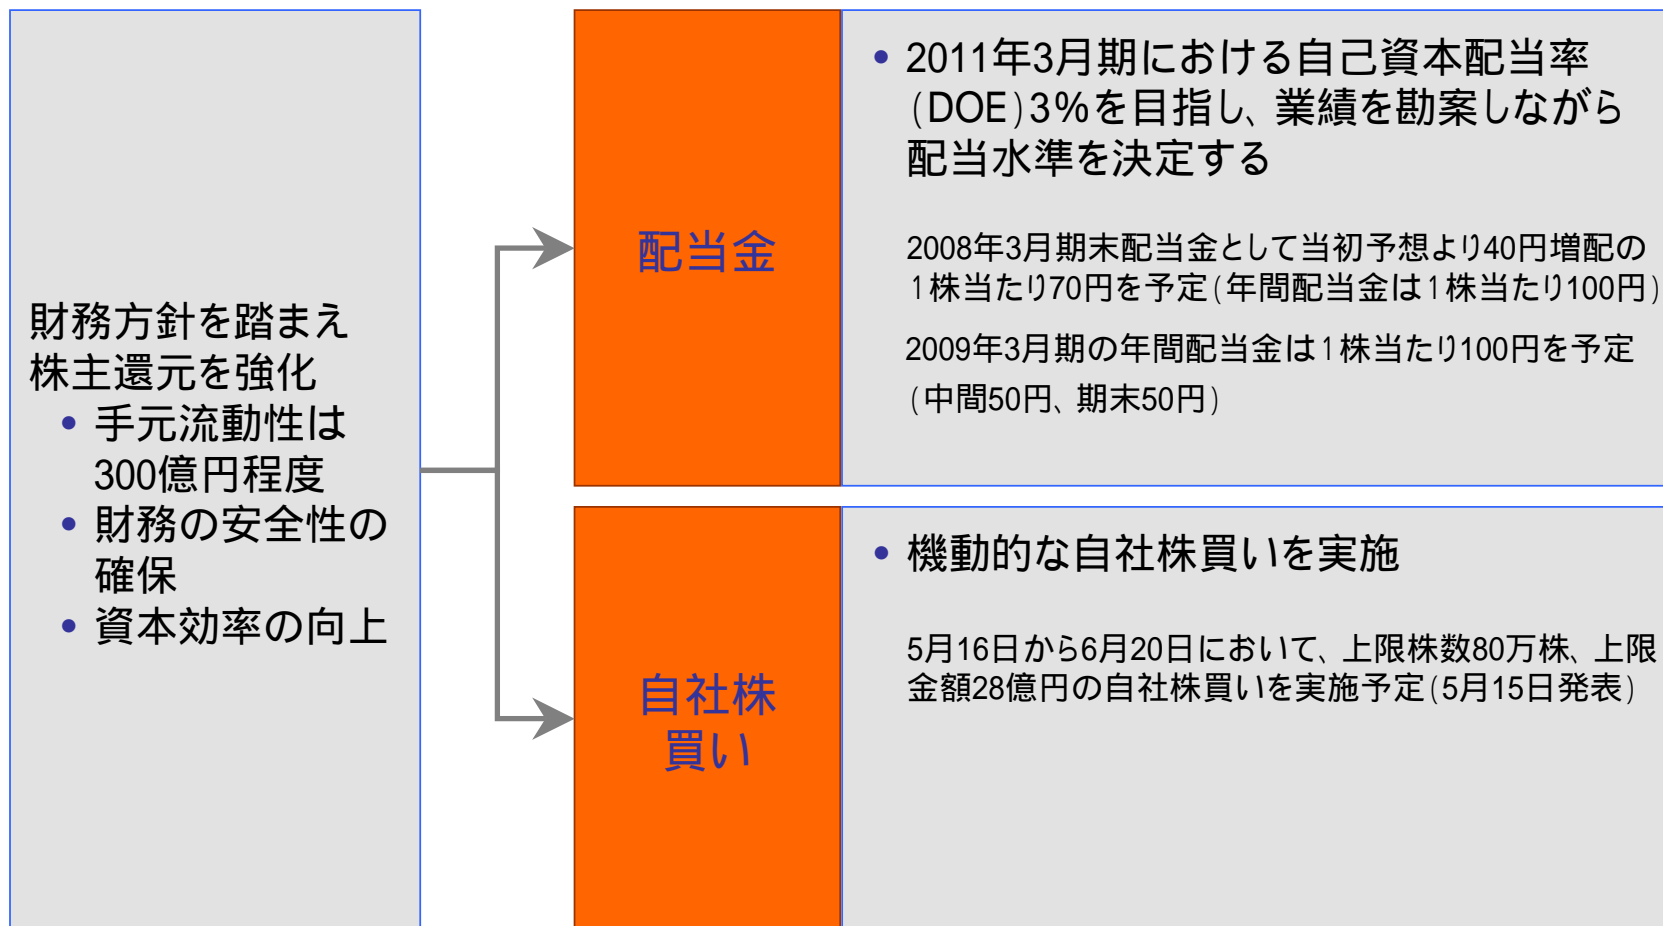 財務方針を踏まえ
株主還元を強化
• 手元流動性は
300億円程度
• 財務の安全性の
確保
• 資本効率の向上
配当金
• 2011年3月期における自己資本配当率
(DOE)3%を目指し、業績を勘案しながら
配当水準を決定する
2008年3月期末配当金として当初予想より40円増配の
1株当たり70円を予定(年間配当金は1株当たり100円)
2009年3月期の年間配当金は1株当たり100円を予定
(中間50円、期末50円)
自社株
買い
• 機動的な自社株買いを実施
5月16日から6月20日において、上限株数80万株、上限
金額28億円の自社株買いを実施予定(5月15日発表)